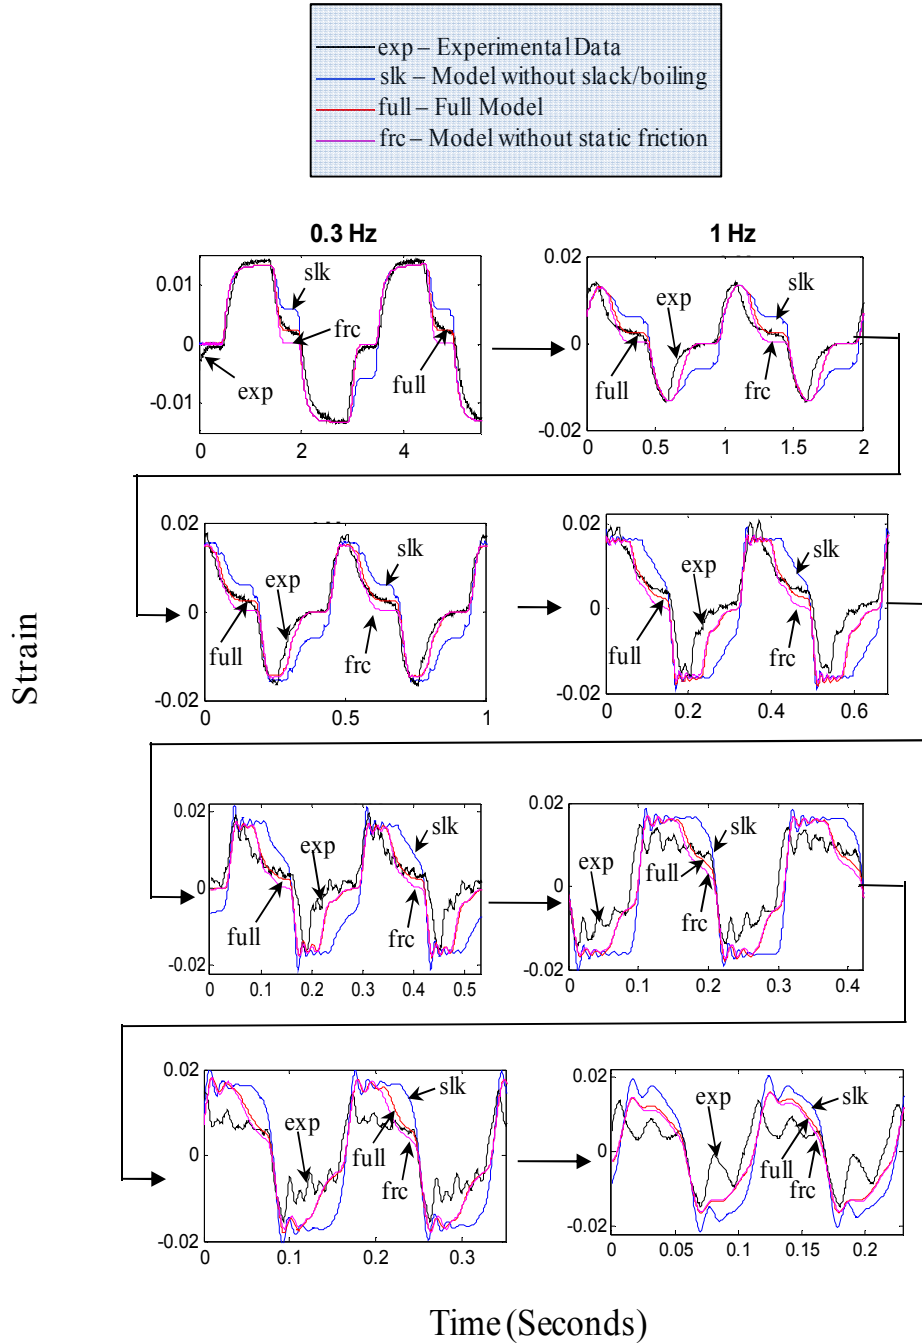 exp – Experimental Data
slk – Model without slack/boiling
full – Full Model
frc – Model without static friction
0.3 Hz
1 Hz
0.01
0
-0.01
0
2
4
slk
frc
full
exp
0.02
0
-0.02
0
0.5
1
1.5
2
exp
slk
full
frc
0.02
0
-0.02
0
0.5
1
exp
slk
full
frc
0.02
0
-0.02
0
0.2
0.4
0.6
exp
slk
full
frc
Strain
0.02
0
-0.02
0
0.1
0.2
0.3
0.4
0.5
exp
slk
full
frc
0.02
0
-0.02
0
0.1
0.2
0.3
0.4
exp
slk
full
frc
0.02
0
-0.02
0
0.1
0.2
0.3
exp
slk
full
frc
0.02
0
-0.02
0
0.05
0.1
0.15
0.2
exp
slk
full
frc
Time (Seconds)